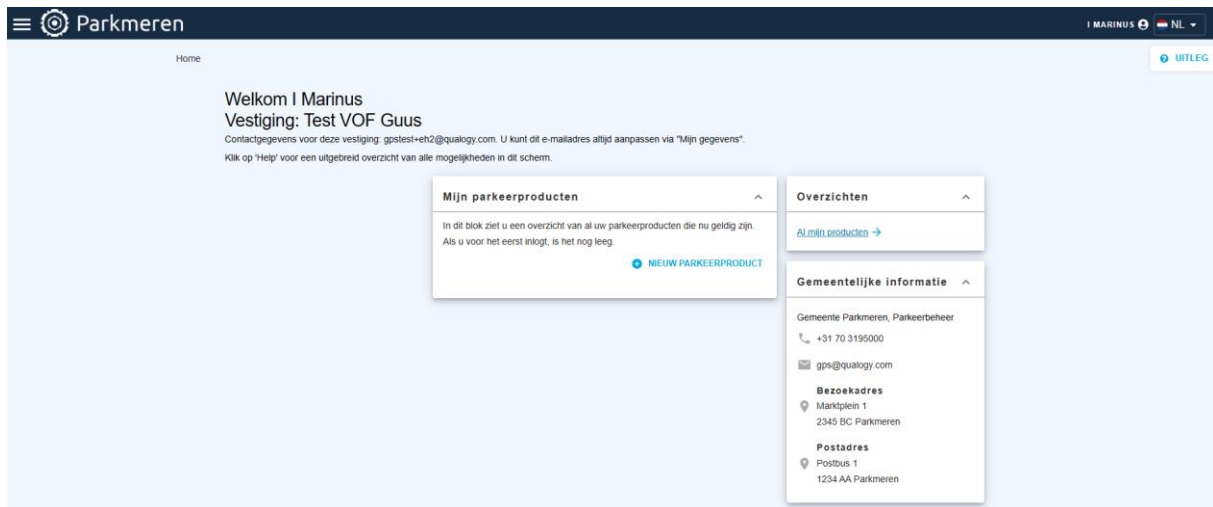 Parkmeren
I MARINUS
NL
Home
UITLEG
Welkom I Marinus
Vestiging: Test VOF Guus
Contactgegevens voor deze vestiging: gpstest+eh2@qualogy.com. U kunt dit e-mailadres altijd aanpassen via "Mijn gegevens".
Klik op 'Help' voor een uitgebreid overzicht van alle mogelijkheden in dit scherm.
Mijn parkeerproducten
In dit blok ziet u een overzicht van al uw parkeerproducten die nu geldig zijn.
Als u voor het eerst inlogt, is het nog leeg.
NIEUW PARKEERPRODUCT
Overzichten
Al mijn producten
Gemeentelijke informatie
Gemeente Parkmeren, Parkeerbeheer
+31 70 3195000
gps@qualogy.com
Bezoekadres
Marktplein 1
2345 BC Parkmeren
Postadres
Postbus 1
1234 AA Parkmeren